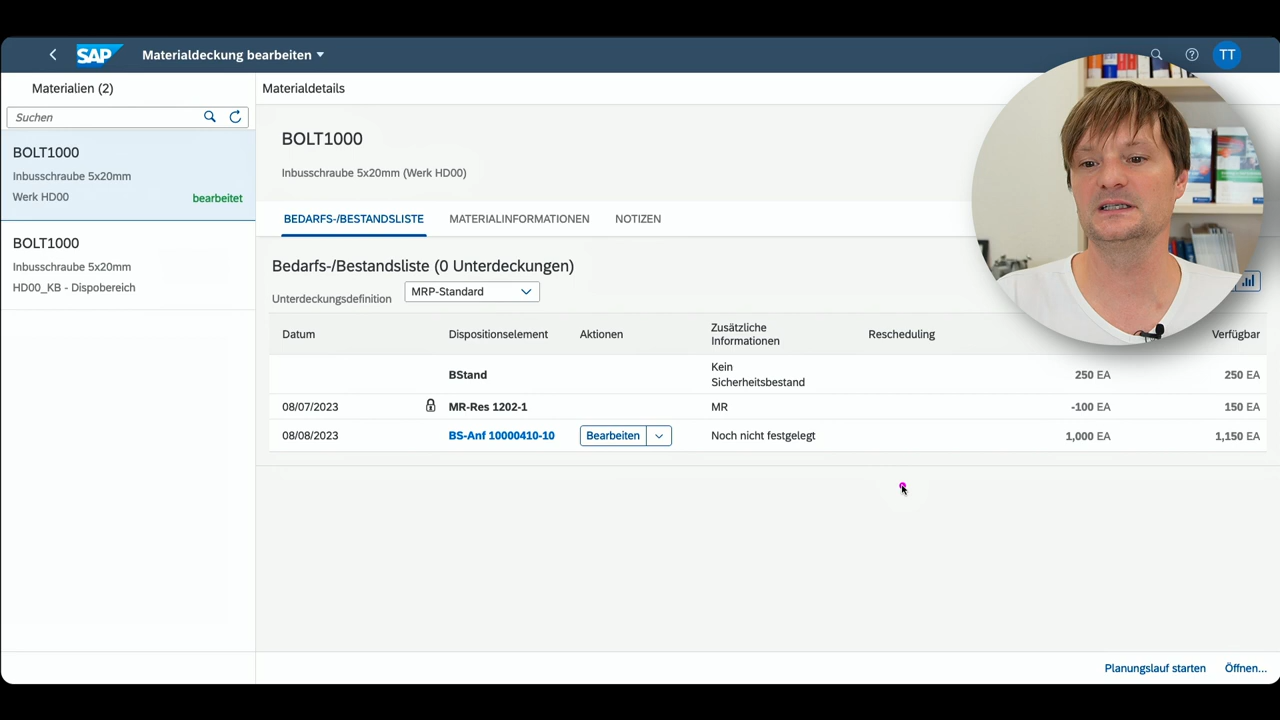 SAP
Materialdeckung bearbeiten
TT
Materialien (2)
Materialdetails
Suchen
BOLT1000
Inbusschraube 5x20mm
Werk HD00
bearbeitet
BOLT1000
Inbusschraube 5x20mm
HD00_KB - Dispobereich
BOLT1000
Inbusschraube 5x20mm (Werk HD00)
BEDARFS-/BESTANDSLISTE MATERIALINFORMATIONEN NOTIZEN
Bedarfs-/Bestandsliste (0 Unterdeckungen)
Unterdeckungsdefinition MRP-Standard
Datum Dispositionselement Aktionen Zusätzliche Informationen Rescheduling Verfügbar
BStand Kein Sicherheitsbestand 250 EA 250 EA
08/07/2023 MR-Res 1202-1 MR -100 EA 150 EA
08/08/2023 BS-Anf 10000410-10 Bearbeiten Noch nicht festgelegt 1,000 EA 1,150 EA
Planungslauf starten Öffnen...